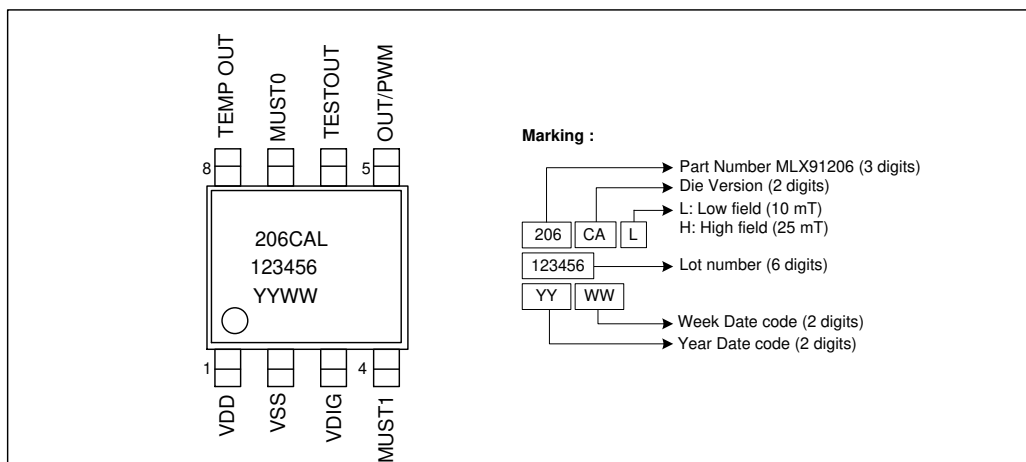 TEMP OUT
MUST0
TESTOUT
OUT/PWM
8
5
206CAL
123456
YYWW
1
4
VDD
VSS
VDIG
MUST1
Marking :
Part Number MLX91206 (3 digits)
Die Version (2 digits)
L: Low field (10 mT)
H: High field (25 mT)
206 CA L
123456
Lot number (6 digits)
YY WW
Week Date code (2 digits)
Year Date code (2 digits)